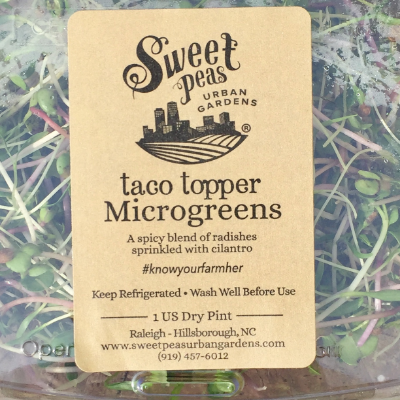 Sweet
peas
URBAN
GARDENS
®
taco topper
Microgreens
A spicy blend of radishes
sprinkled with cilantro
#knowyourfarmher
Keep Refrigerated • Wash Well Before Use
1 US Dry Pint
Raleigh - Hillsborough, NC
www.sweetpeasurbangardens.com
(919) 457-6012